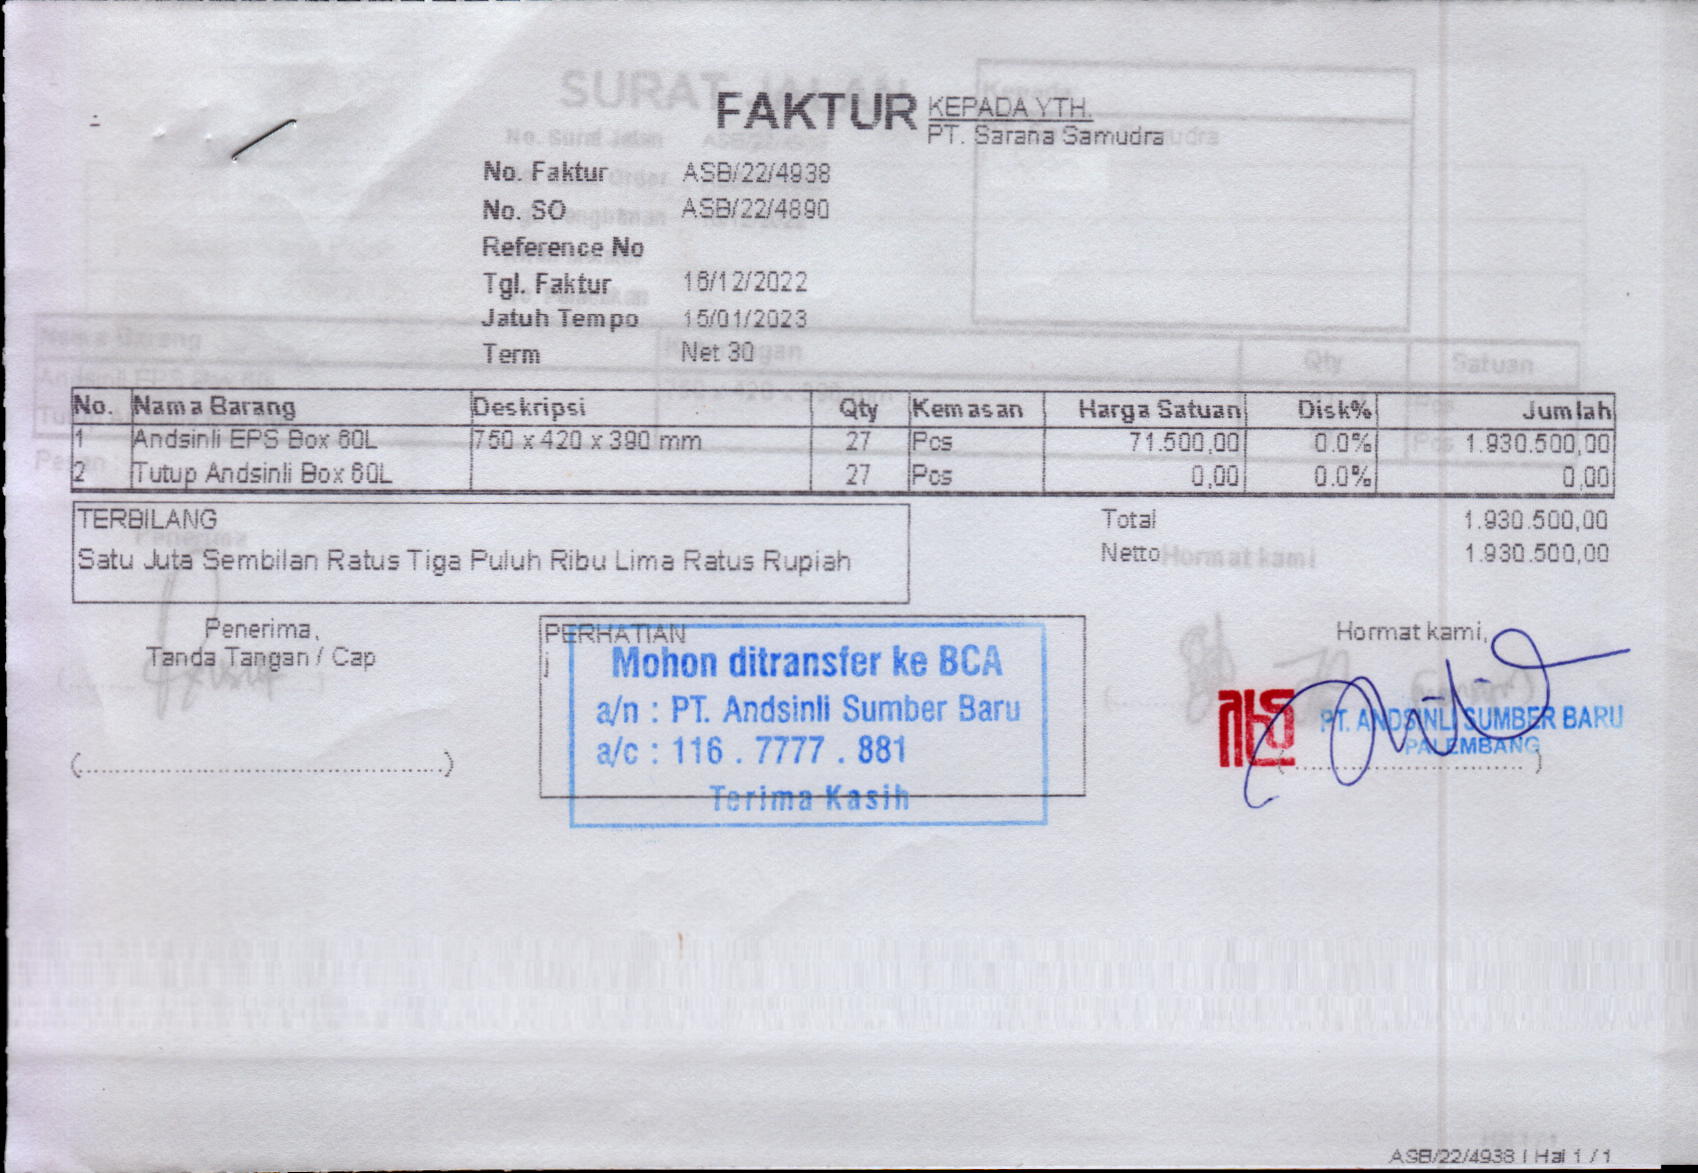 FAKTUR
KEPADA YTH.
PT. Sarana Samudra
No. Faktur ASB/22/4938
No. SO ASB/22/4890
Reference No
Tgl. Faktur 16/12/2022
Jatuh Tempo 15/01/2023
Term Net 30
No. Nama Barang Deskripsi Qty Kemasan Harga Satuan Disk% Jumlah
1 Andsinli EPS Box 60L 750 x 420 x 390 mm 27 Pcs 71.500,00 0.0% 1.930.500,00
2 Tutup Andsinli Box 60L 27 Pcs 0,00 0.0% 0,00
TERBILANG
Satu Juta Sembilan Ratus Tiga Puluh Ribu Lima Ratus Rupiah
Total 1.930.500,00
Netto 1.930.500,00
Penerima,
Tanda Tangan / Cap
(..........................................................)
PERHATIAN
Mohon ditransfer ke BCA
a/n : PT. Andsinli Sumber Baru
a/c : 116 . 7777 . 881
Terima Kasih
Hormat kami,
PT. ANDSINLI SUMBER BARU
PALEMBANG
ASB/22/4938 | Hal 1 / 1